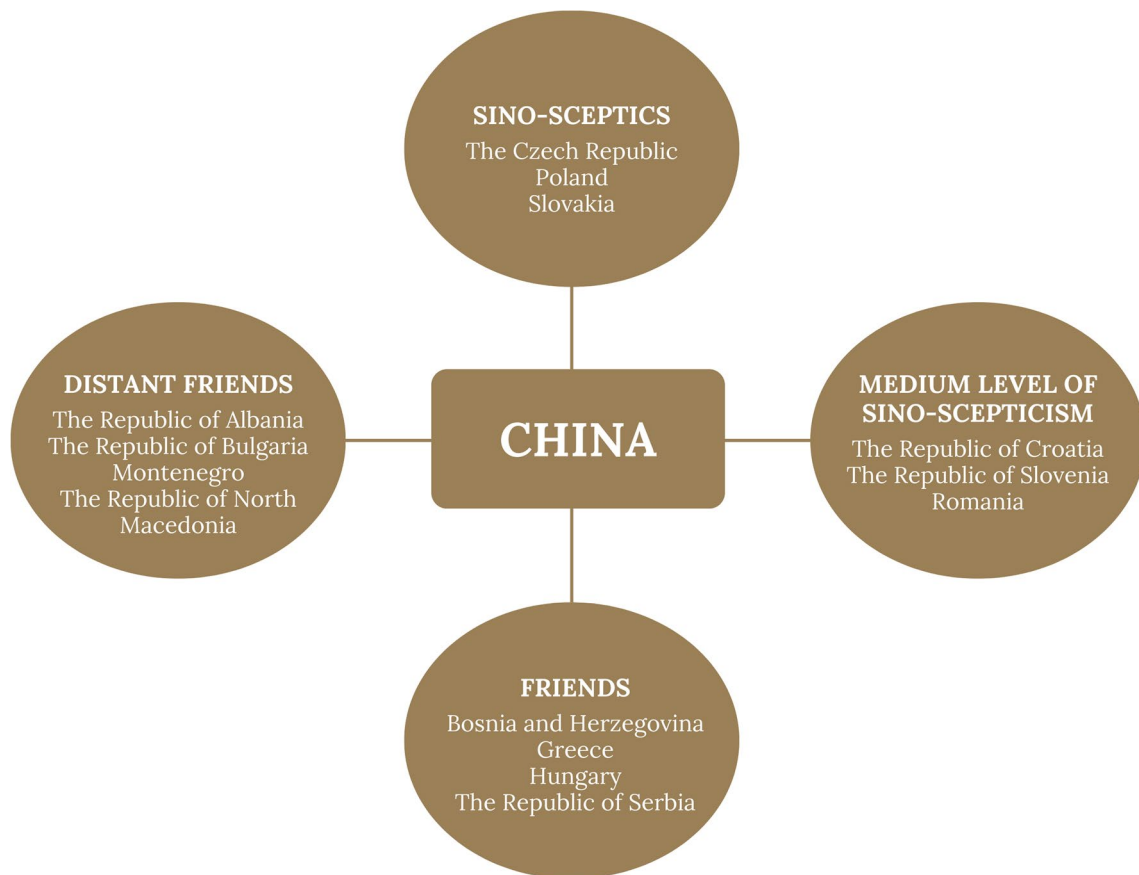 SINO-SCEPTICS
The Czech Republic
Poland
Slovakia
DISTANT FRIENDS
The Republic of Albania
The Republic of Bulgaria
Montenegro
The Republic of North
Macedonia
CHINA
MEDIUM LEVEL OF
SINO-SCEPTICISM
The Republic of Croatia
The Republic of Slovenia
Romania
FRIENDS
Bosnia and Herzegovina
Greece
Hungary
The Republic of Serbia